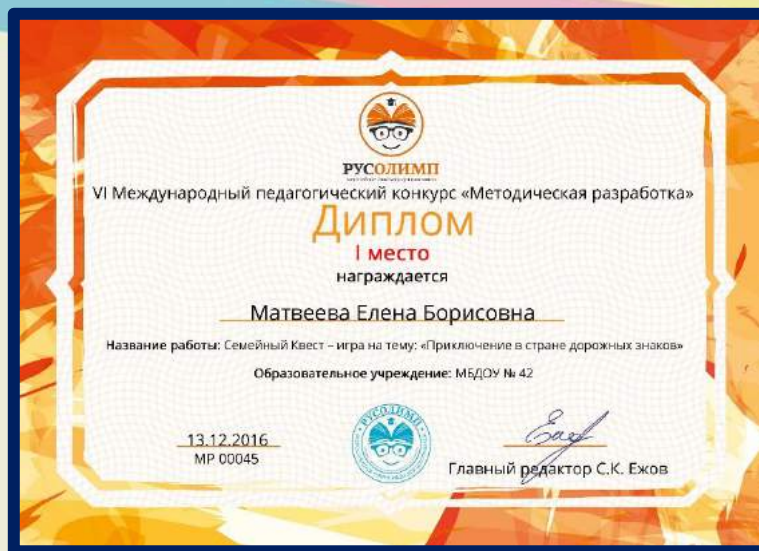 РУСОЛИМП
VI Международный педагогический конкурс «Методическая разработка»
Диплом
I место
награждается
Матвеева Елена Борисовна
Название работы: Семейный Квест – игра на тему: «Приключение в стране дорожных знаков»
Образовательное учреждение: МБДОУ № 42
13.12.2016
МР 00045
РУСОЛИМП
Главный редактор С.К. Ежов